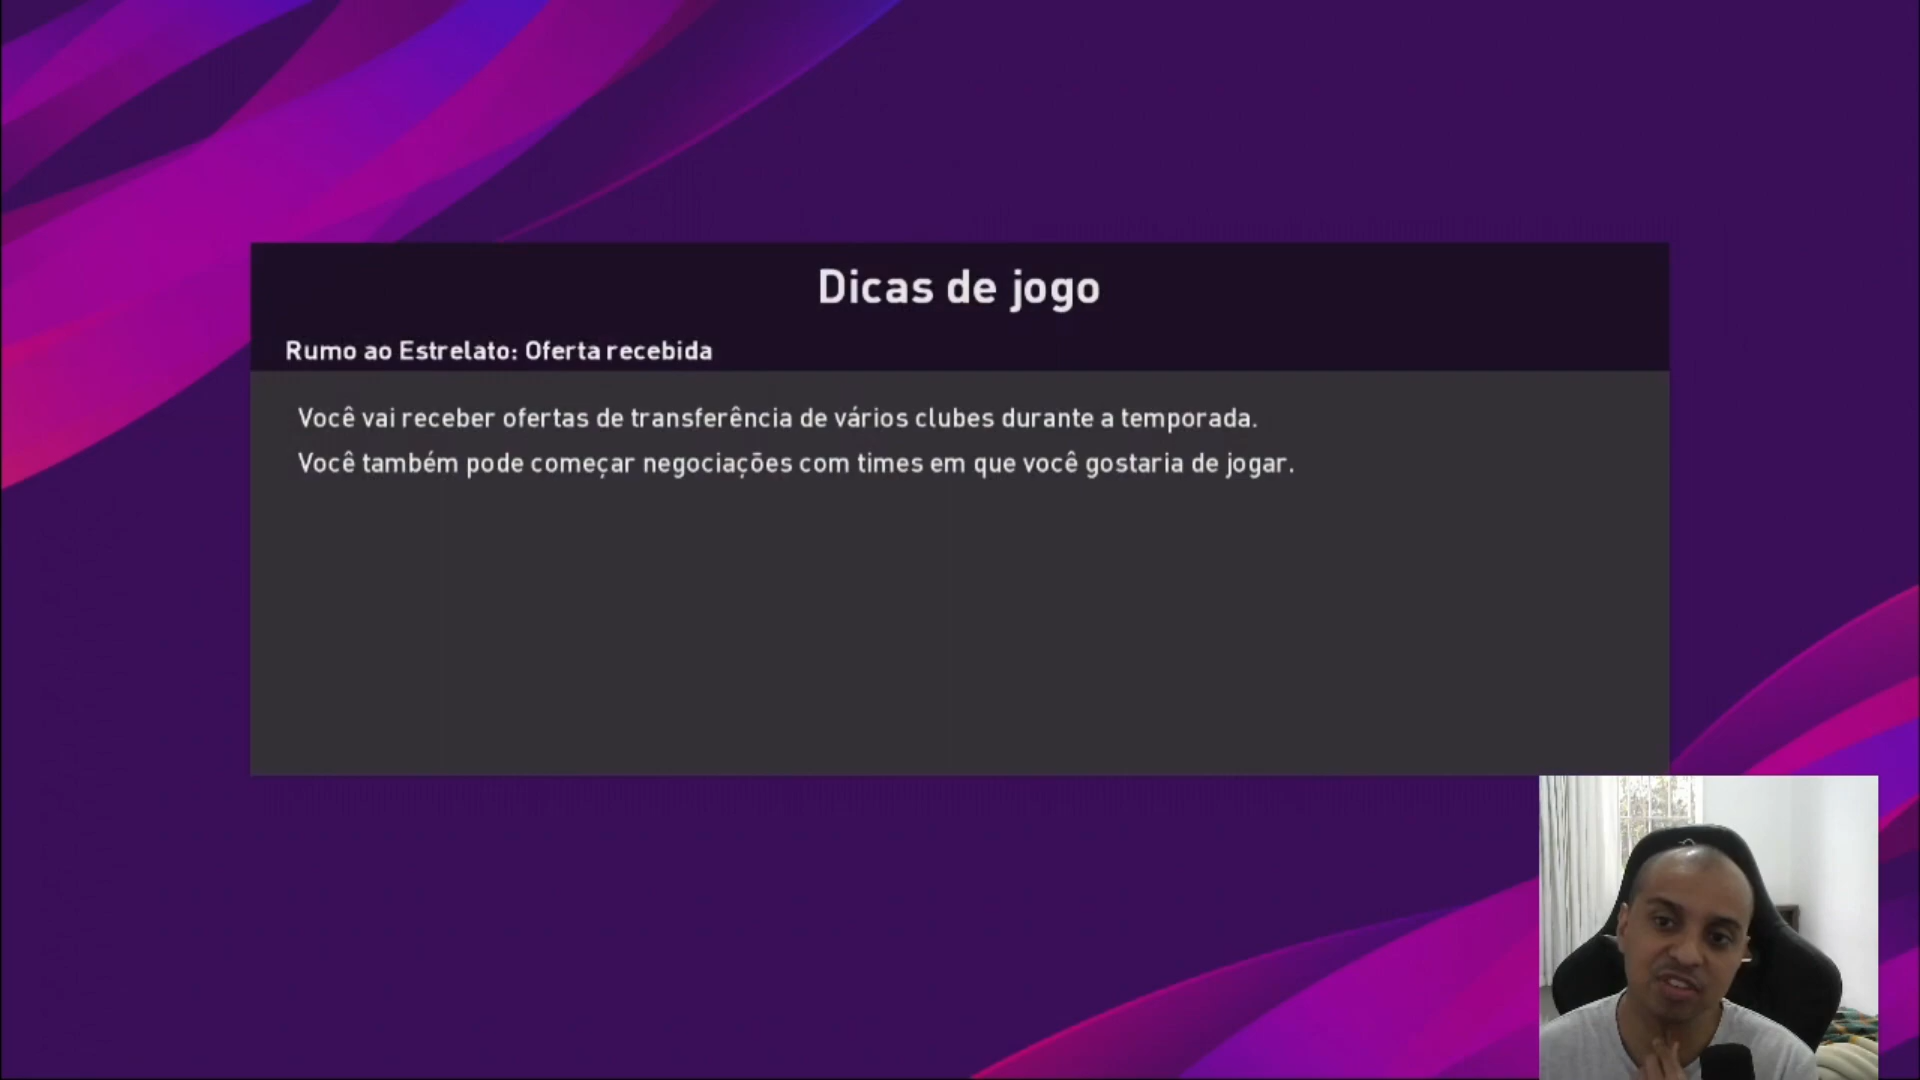 Dicas de jogo
Rumo ao Estrelato: Oferta recebida
Você vai receber ofertas de transferência de vários clubes durante a temporada.
Você também pode começar negociações com times em que você gostaria de jogar.